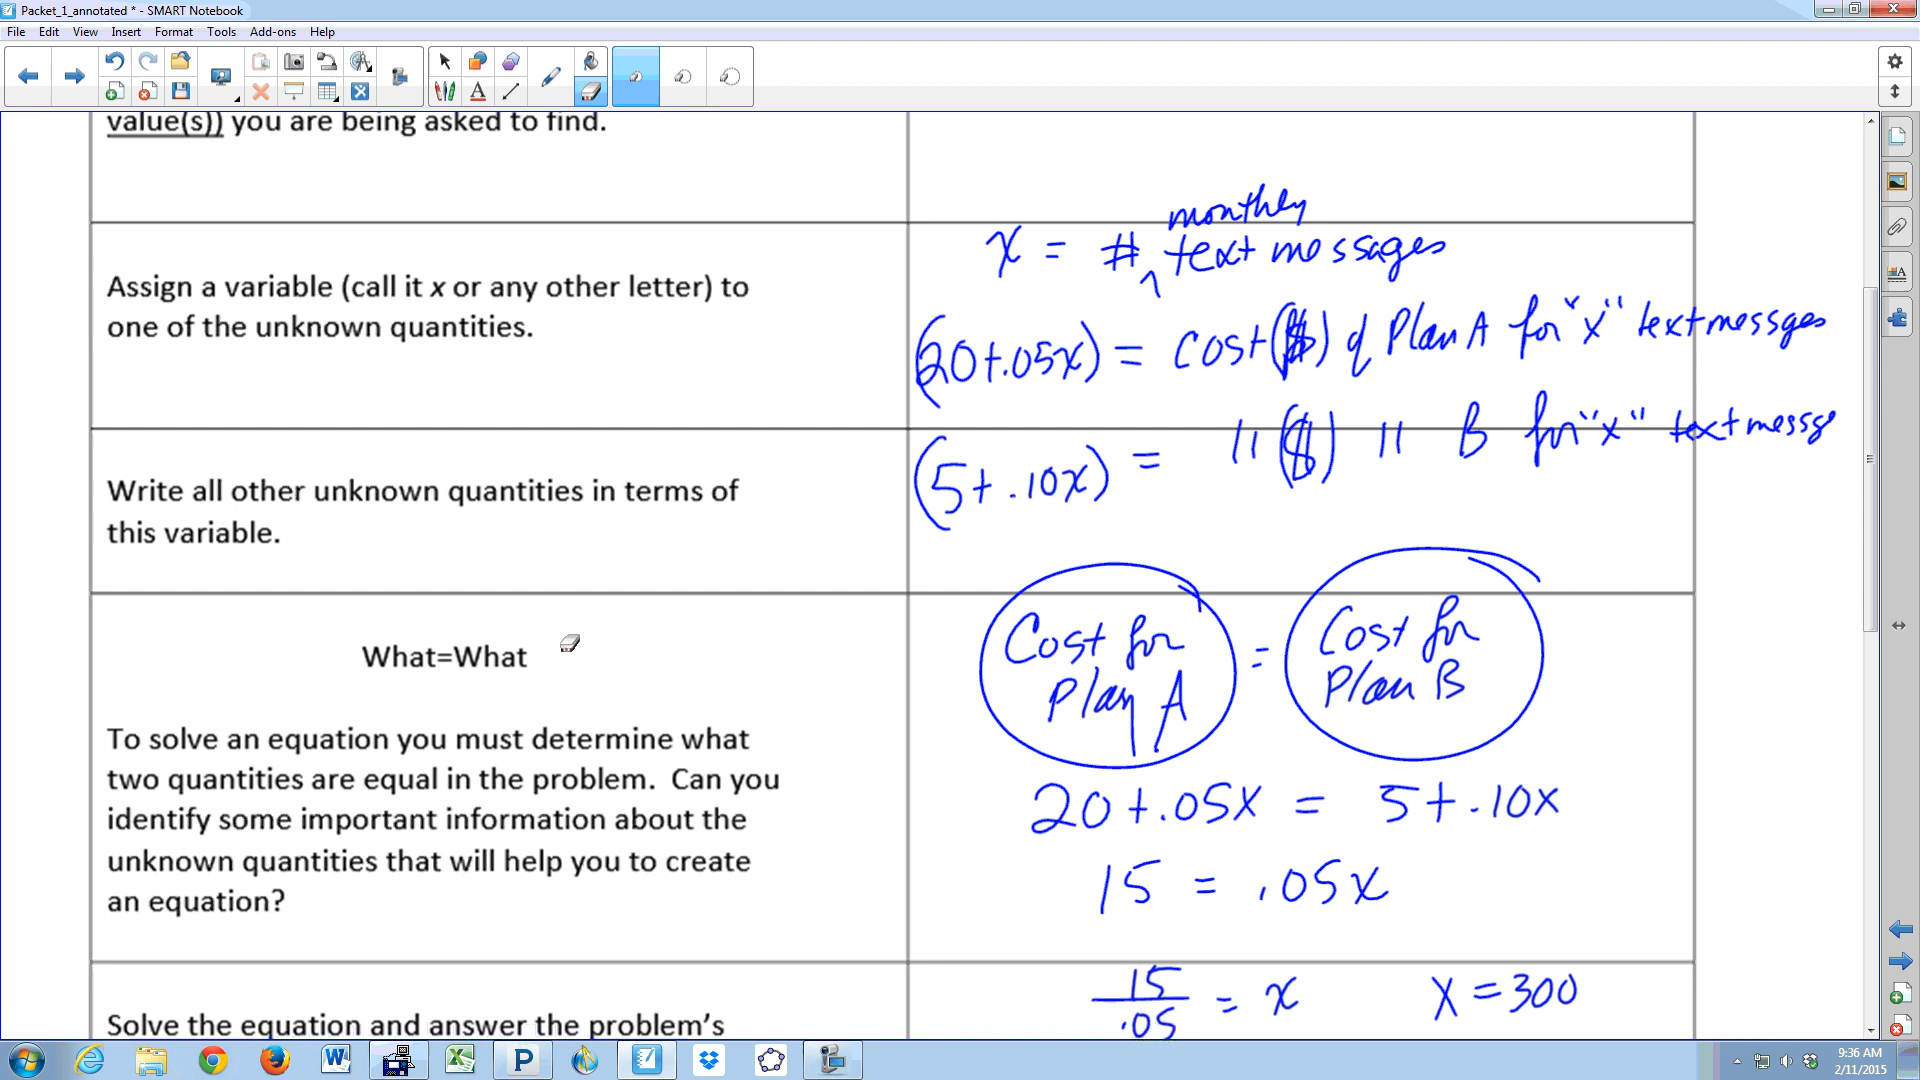 Packet_1_annotated * - SMART Notebook
File Edit View Insert Format Tools Add-ons Help
value(s)) you are being asked to find.
monthly
x = # ^ text messages
Assign a variable (call it x or any other letter) to
one of the unknown quantities.
(20+.05x) = cost ($) of Plan A for "x" text messges
(5+.10x) = " ($) " B for "x" text messg
Write all other unknown quantities in terms of
this variable.
What=What
Cost for
Plan A
=
Cost for
Plan B
To solve an equation you must determine what
two quantities are equal in the problem. Can you
identify some important information about the
unknown quantities that will help you to create
an equation?
20+.05x = 5+.10x
15 = .05x
Solve the equation and answer the problem's
15
.05
= x
X=300
9:36 AM
2/11/2015